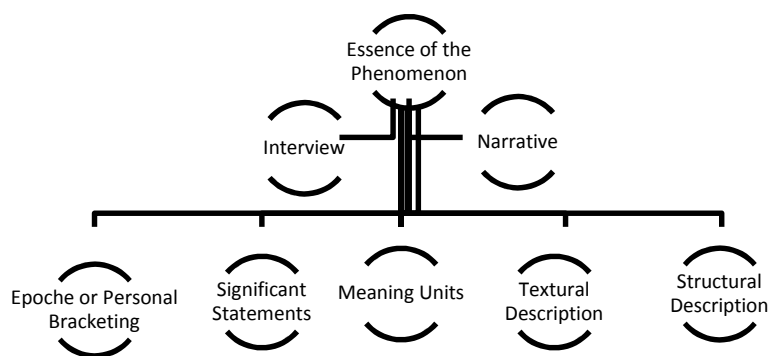 Essence of the
Phenomenon
Interview
Narrative
Epoche or Personal
Bracketing
Significant
Statements
Meaning Units
Textural
Description
Structural
Description